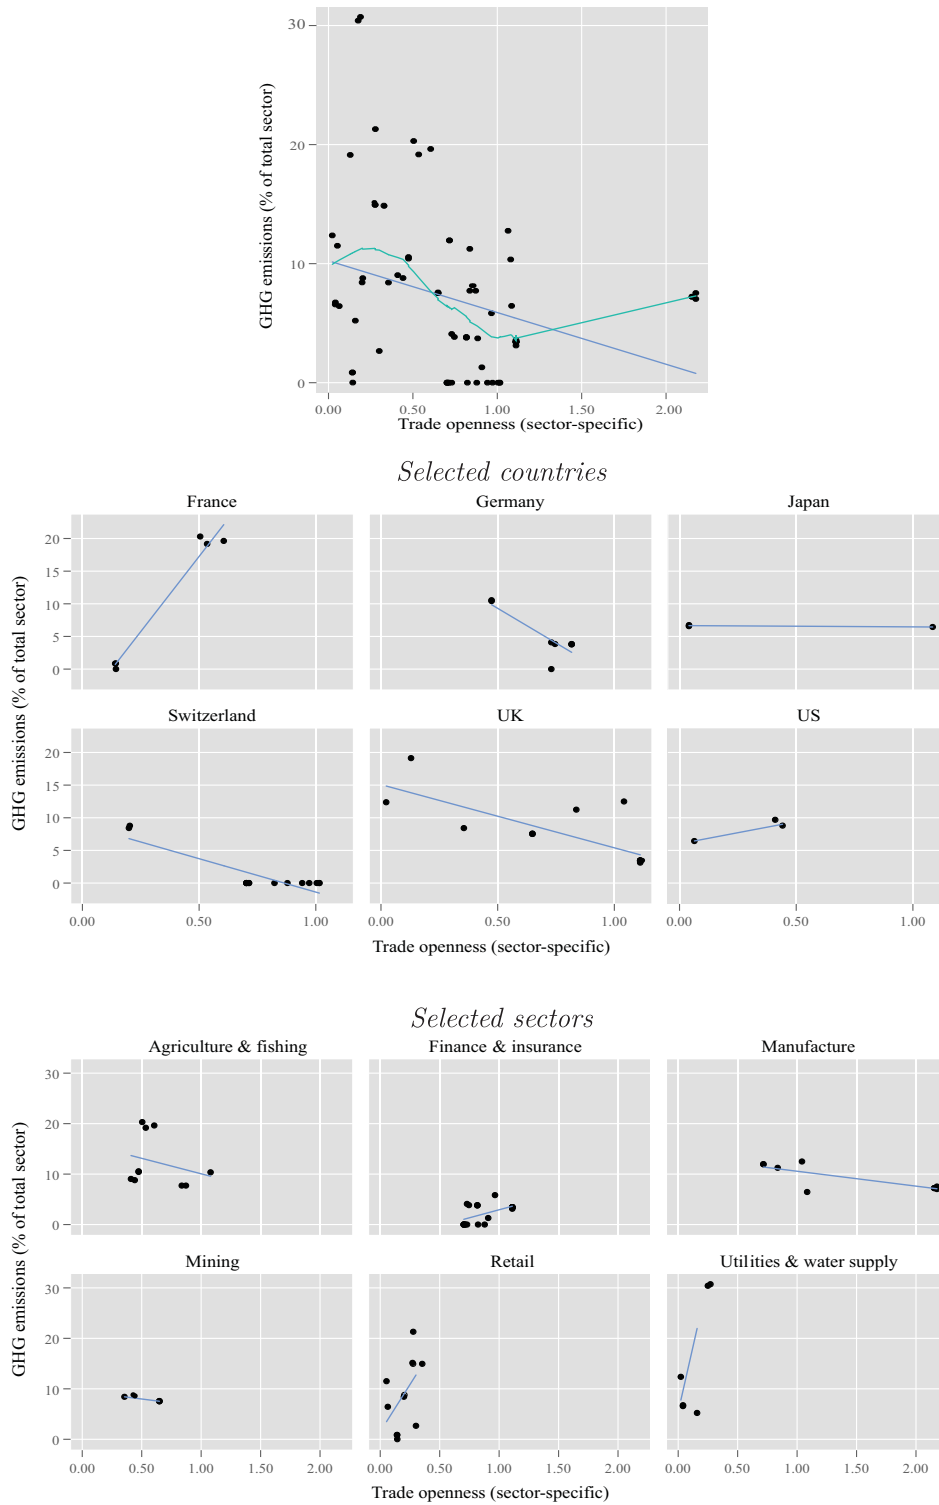 GHG emissions (% of total sector)
30
20
10
0
0.00 0.50 1.00 1.50 2.00
Trade openness (sector-specific)
Selected countries
France Germany Japan
GHG emissions (% of total sector)
20
15
10
5
0
Switzerland UK US
20
15
10
5
0
0.00 0.50 1.00 0.00 0.50 1.00 0.00 0.50 1.00
Trade openness (sector-specific)
Selected sectors
Agriculture & fishing Finance & insurance Manufacture
GHG emissions (% of total sector)
30
20
10
0
Mining Retail Utilities & water supply
30
20
10
0
0.00 0.50 1.00 1.50 2.00 0.00 0.50 1.00 1.50 2.00 0.00 0.50 1.00 1.50 2.00
Trade openness (sector-specific)